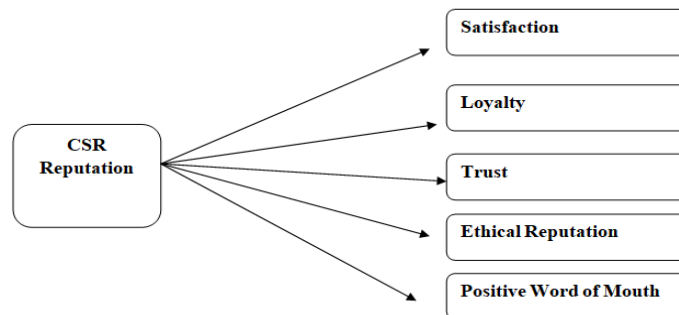 Satisfaction
Loyalty
CSR
Reputation
Trust
Ethical Reputation
Positive Word of Mouth